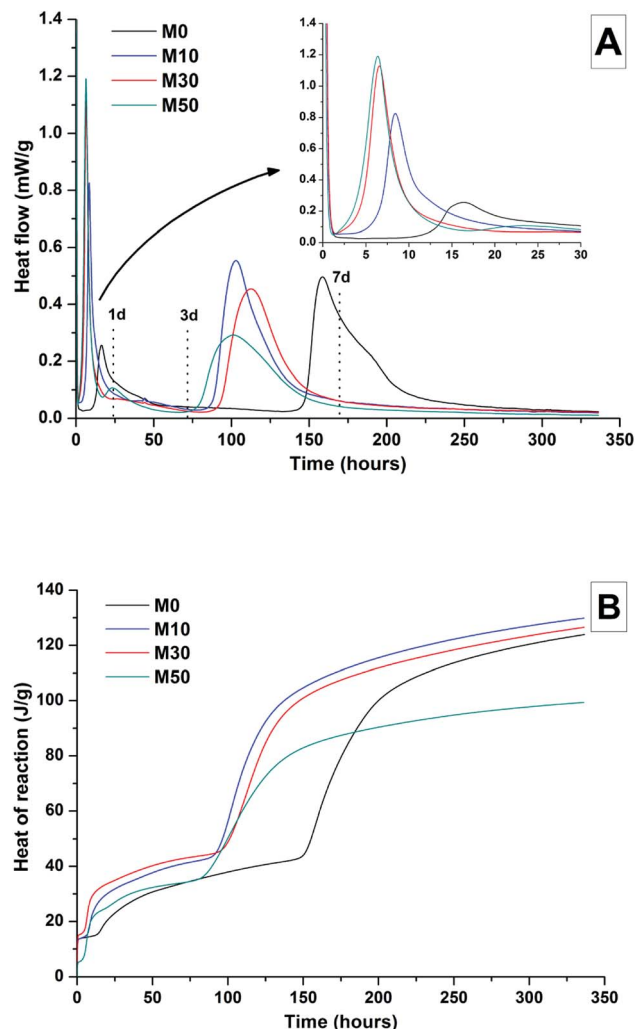 A
M0
M10
M30
M50
1.4
1.2
1.0
0.8
0.6
0.4
0.2
0.0
Heat flow (mW/g)
0 50 100 150 200 250 300 350
Time (hours)
1d
3d
7d
1.4
1.2
1.0
0.8
0.6
0.4
0.2
0.0
0 5 10 15 20 25 30
B
M0
M10
M30
M50
140
120
100
80
60
40
20
0
Heat of reaction (J/g)
0 50 100 150 200 250 300 350
Time (hours)